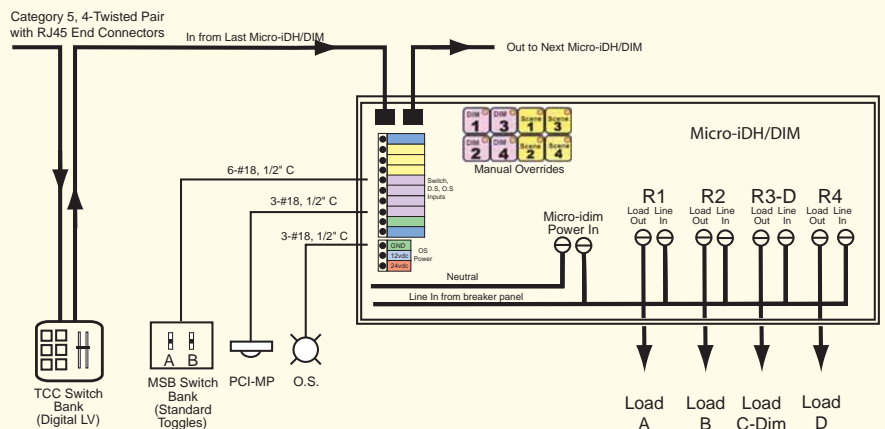 Category 5, 4-Twisted Pair
with RJ45 End Connectors
In from Last Micro-iDH/DIM
Out to Next Micro-iDH/DIM
DIM 1
DIM 3
Scene 1
Scene 3
DIM 2
DIM 4
Scene 2
Scene 4
Manual Overrides
Micro-iDH/DIM
6-#18, 1/2" C
Switch,
D.S, O.S
Inputs
3-#18, 1/2" C
3-#18, 1/2" C
GND
12vdc
24vdc
OS
Power
Micro-idim
Power In
R1
R2
R3-D
R4
Load Out
Line In
Load Out
Line In
Load Out
Line In
Load Out
Line In
Neutral
Line In from breaker panel
A B
TCC Switch
Bank
(Digital LV)
MSB Switch
Bank
(Standard
Toggles)
PCI-MP
O.S.
Load
A
Load
B
Load
C-Dim
Load
D